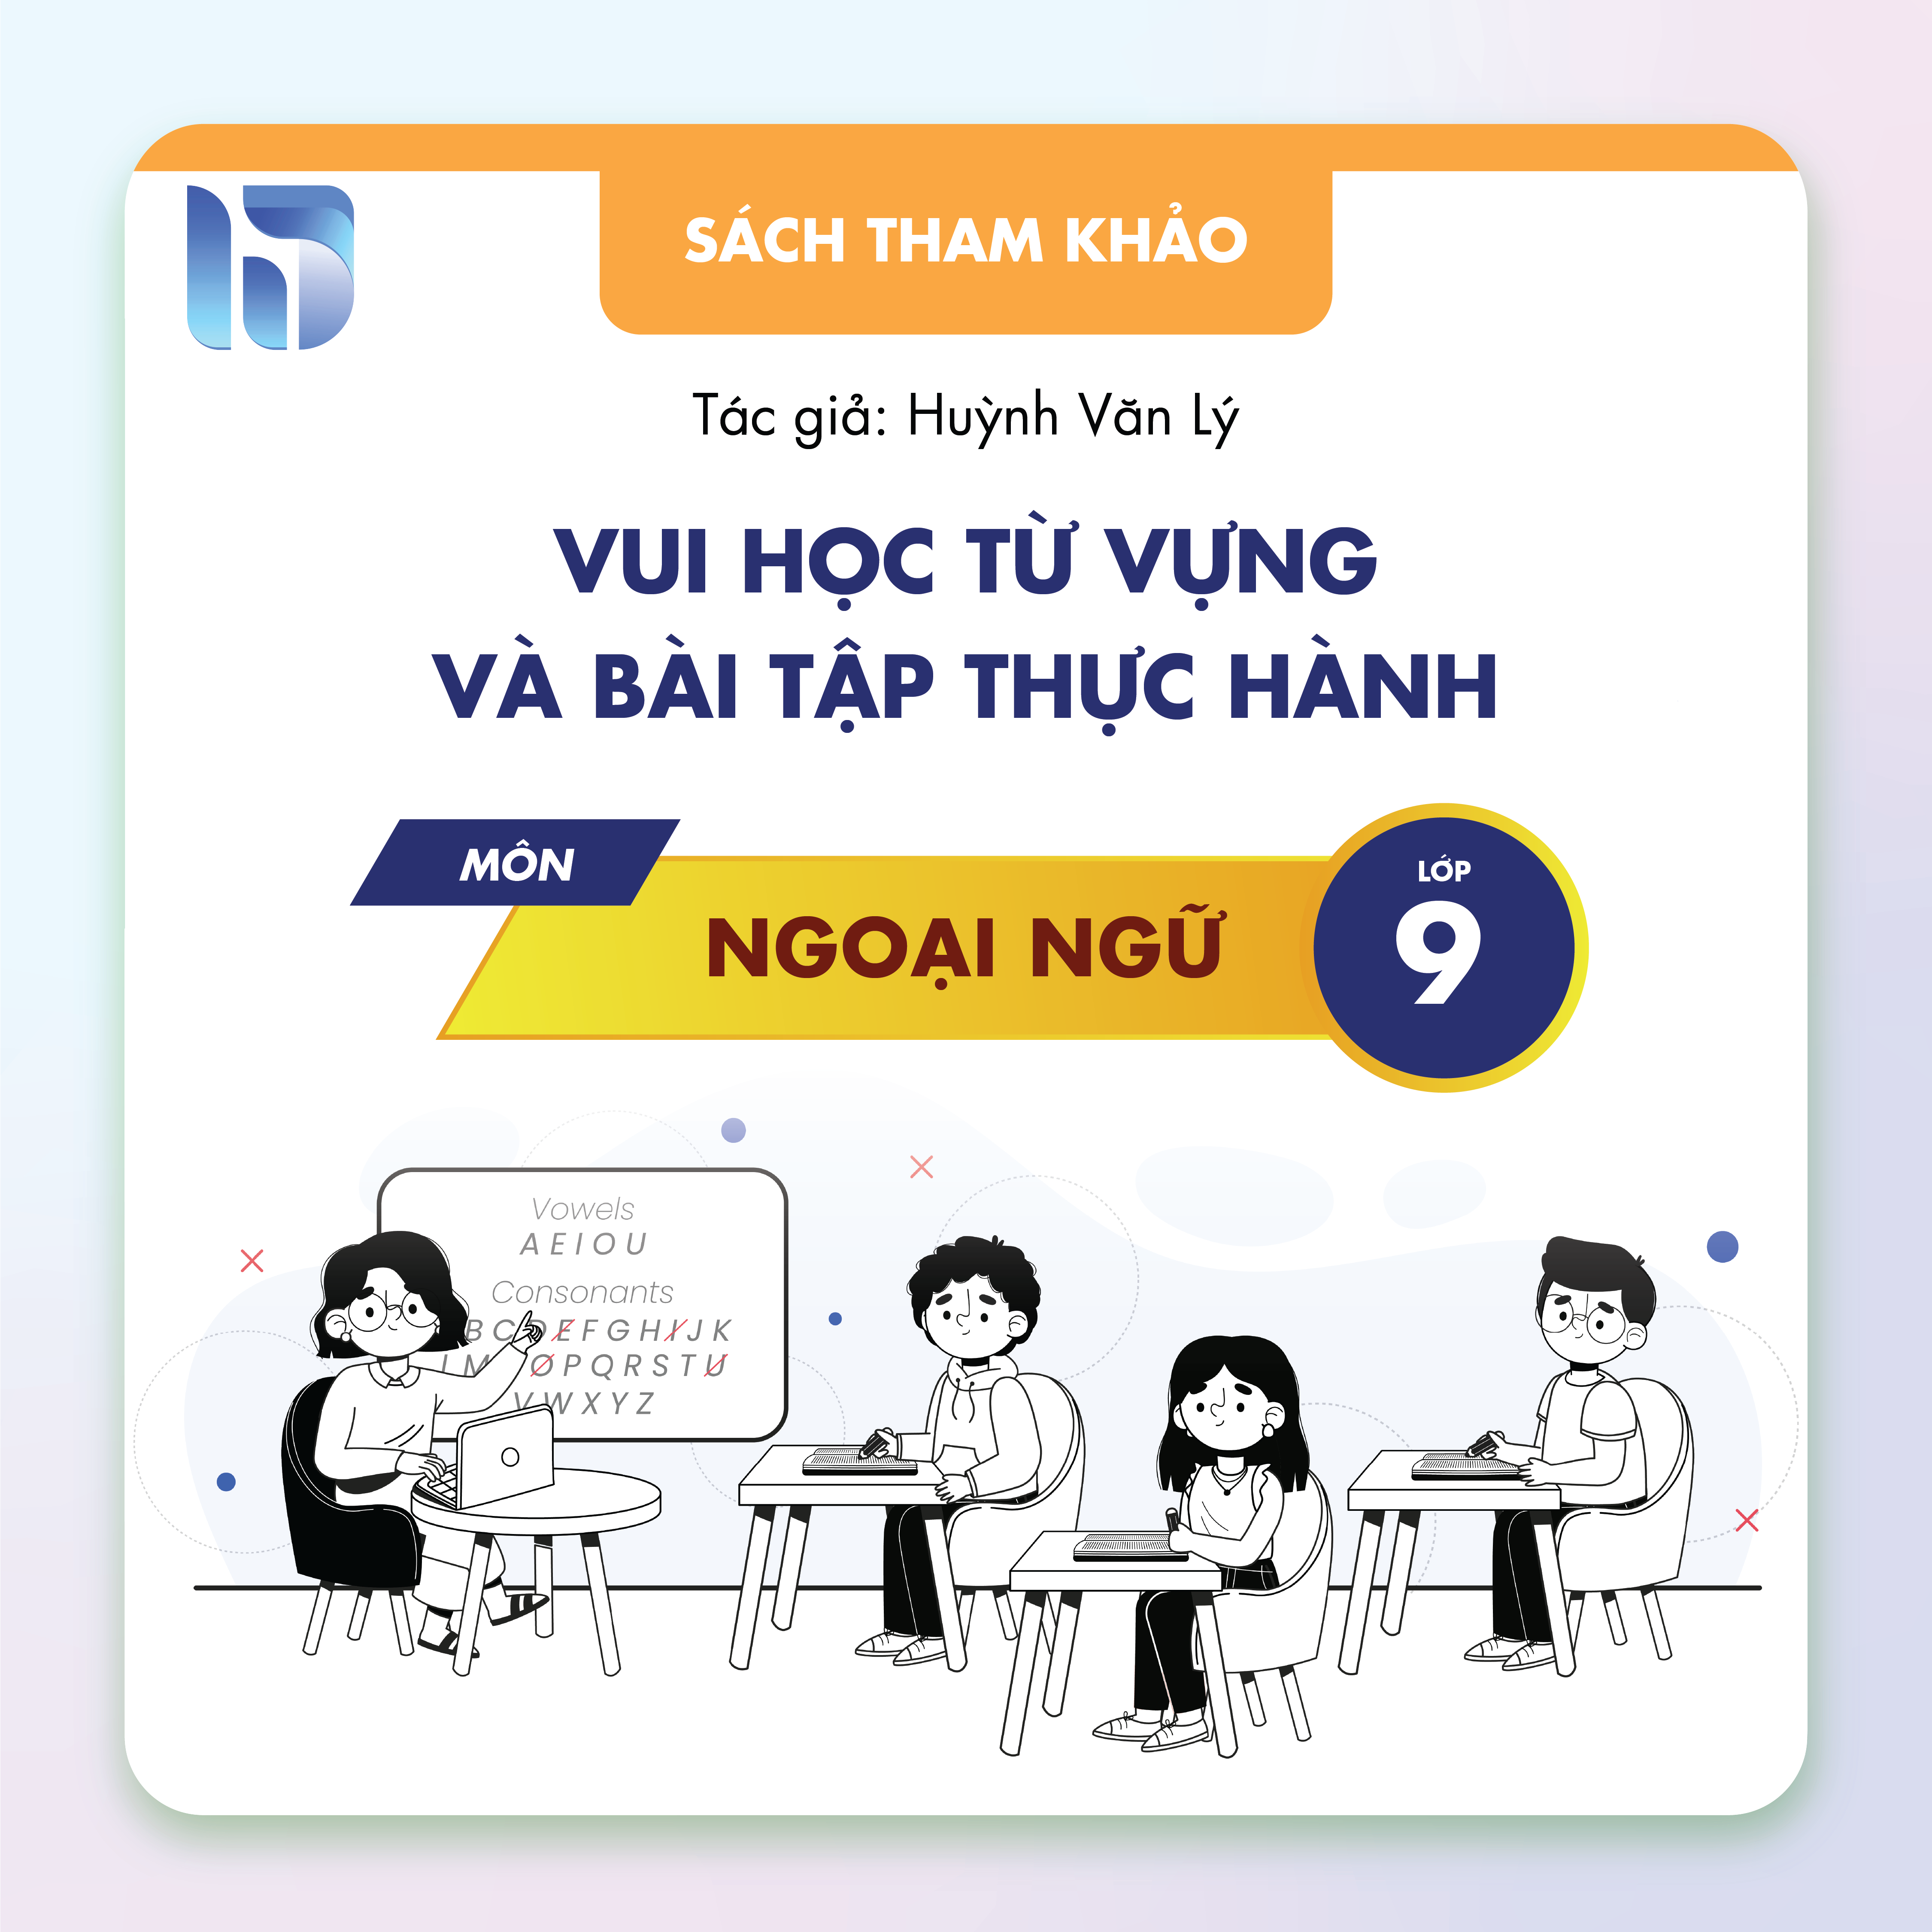 SÁCH THAM KHẢO
Tác giả: Huỳnh Văn Lý
VUI HỌC TỪ VỰNG
VÀ BÀI TẬP THỰC HÀNH
MÔN
NGOẠI NGỮ
LỚP
9
Vowels
A E I O U
Consonants
B C D E F G H I J K
L M O P Q R S T U
V W X Y Z